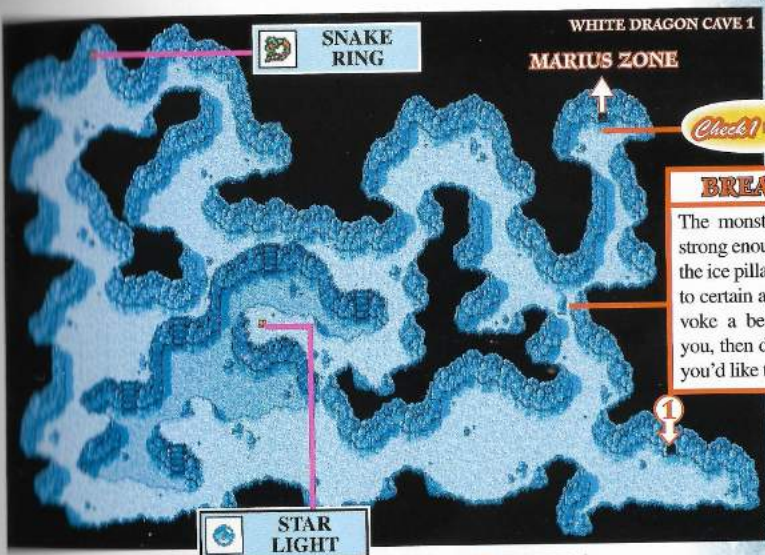 WHITE DRAGON CAVE 1
SNAKE
RING
MARIUS ZONE
Check1
The monst
strong enou
the ice pilla
to certain a
voke a be
you, then d
you'd like t
1
STAR
LIGHT